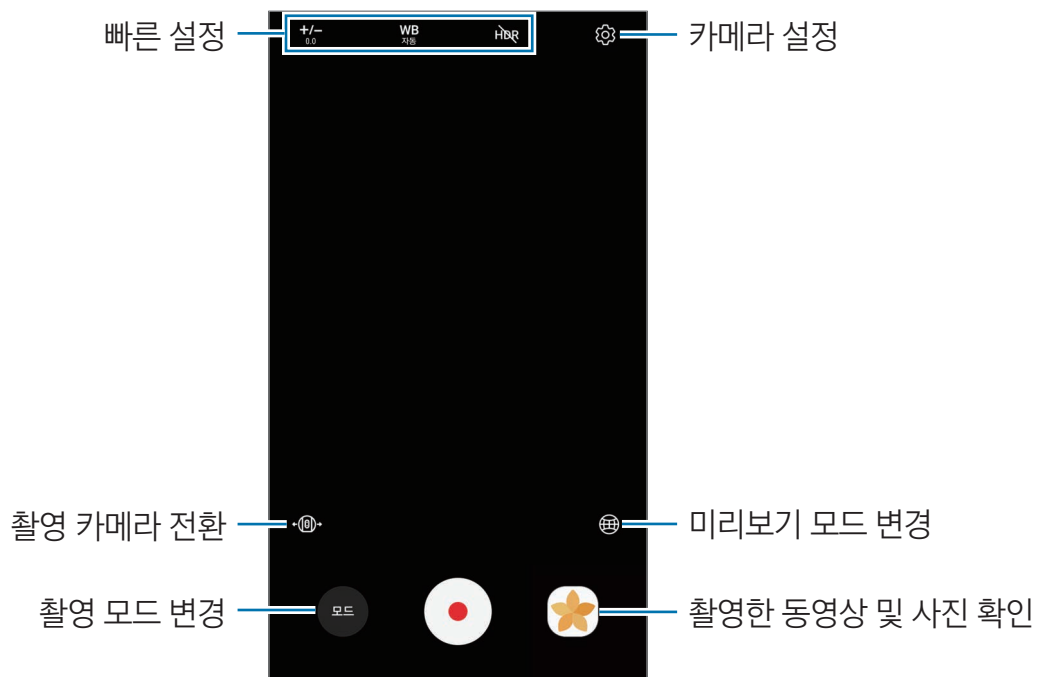 빠른 설정
+/-
0.0
WB
자동
HDR
카메라 설정
촬영 카메라 전환
미리보기 모드 변경
촬영 모드 변경
모드
촬영한 동영상 및 사진 확인